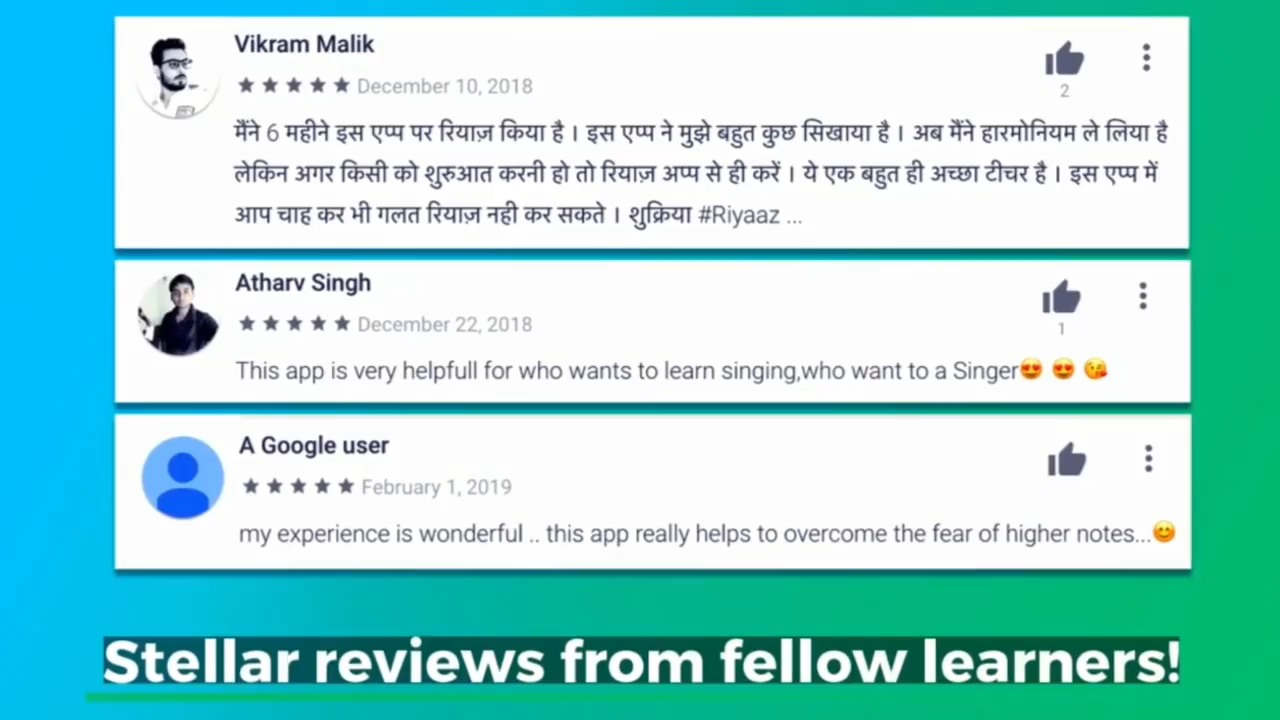 Vikram Malik
★★★★★ December 10, 2018
2
मैंने 6 महीने इस एप्प पर रियाज़ किया है । इस एप्प ने मुझे बहुत कुछ सिखाया है । अब मैंने हारमोनियम ले लिया है
लेकिन अगर किसी को शुरुआत करनी हो तो रियाज़ अप्प से ही करें । ये एक बहुत ही अच्छा टीचर है । इस एप्प में
आप चाह कर भी गलत रियाज़ नही कर सकते । शुक्रिया #Riyaaz ...
Atharv Singh
★★★★★ December 22, 2018
1
This app is very helpfull for who wants to learn singing,who want to a Singer😍 😍 😘
A Google user
★★★★★ February 1, 2019
my experience is wonderful .. this app really helps to overcome the fear of higher notes...😊
Stellar reviews from fellow learners!